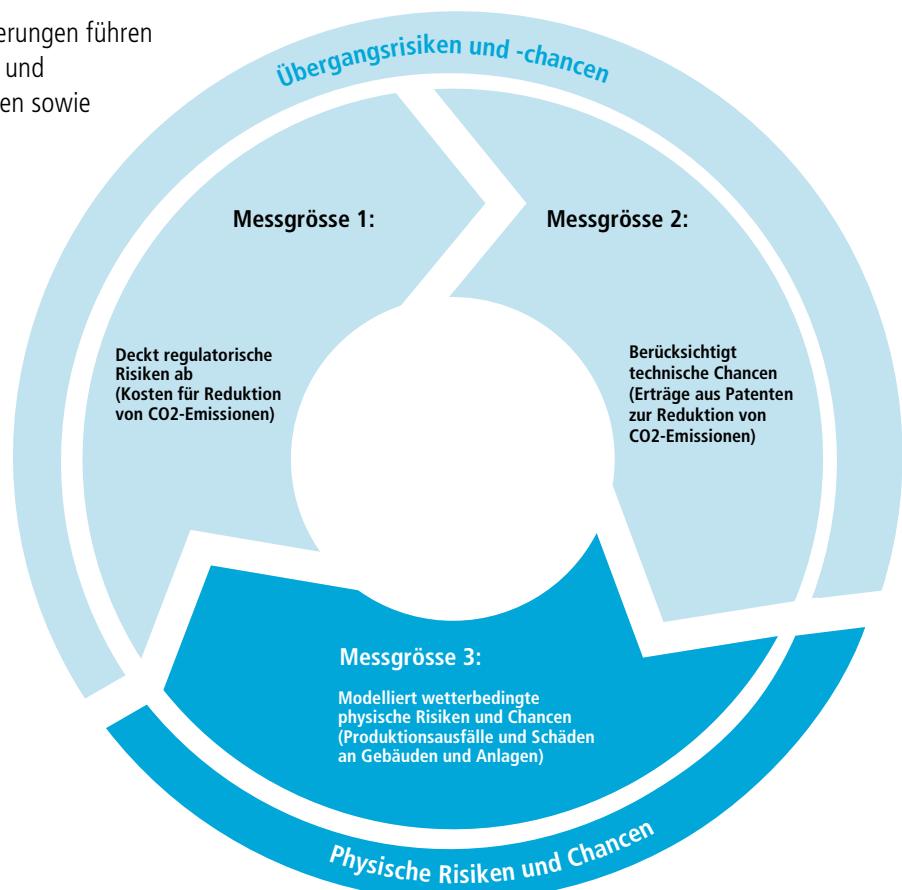 erungen führen
und
en sowie
Übergangsrisiken und -chancen
Messgrösse 1:
Deckt regulatorische
Risiken ab
(Kosten für Reduktion
von CO2-Emissionen)
Messgrösse 2:
Berücksichtigt
technische Chancen
(Erträge aus Patenten
zur Reduktion von
CO2-Emissionen)
Messgrösse 3:
Modelliert wetterbedingte
physische Risiken und Chancen
(Produktionsausfälle und Schäden
an Gebäuden und Anlagen)
Physische Risiken und Chancen